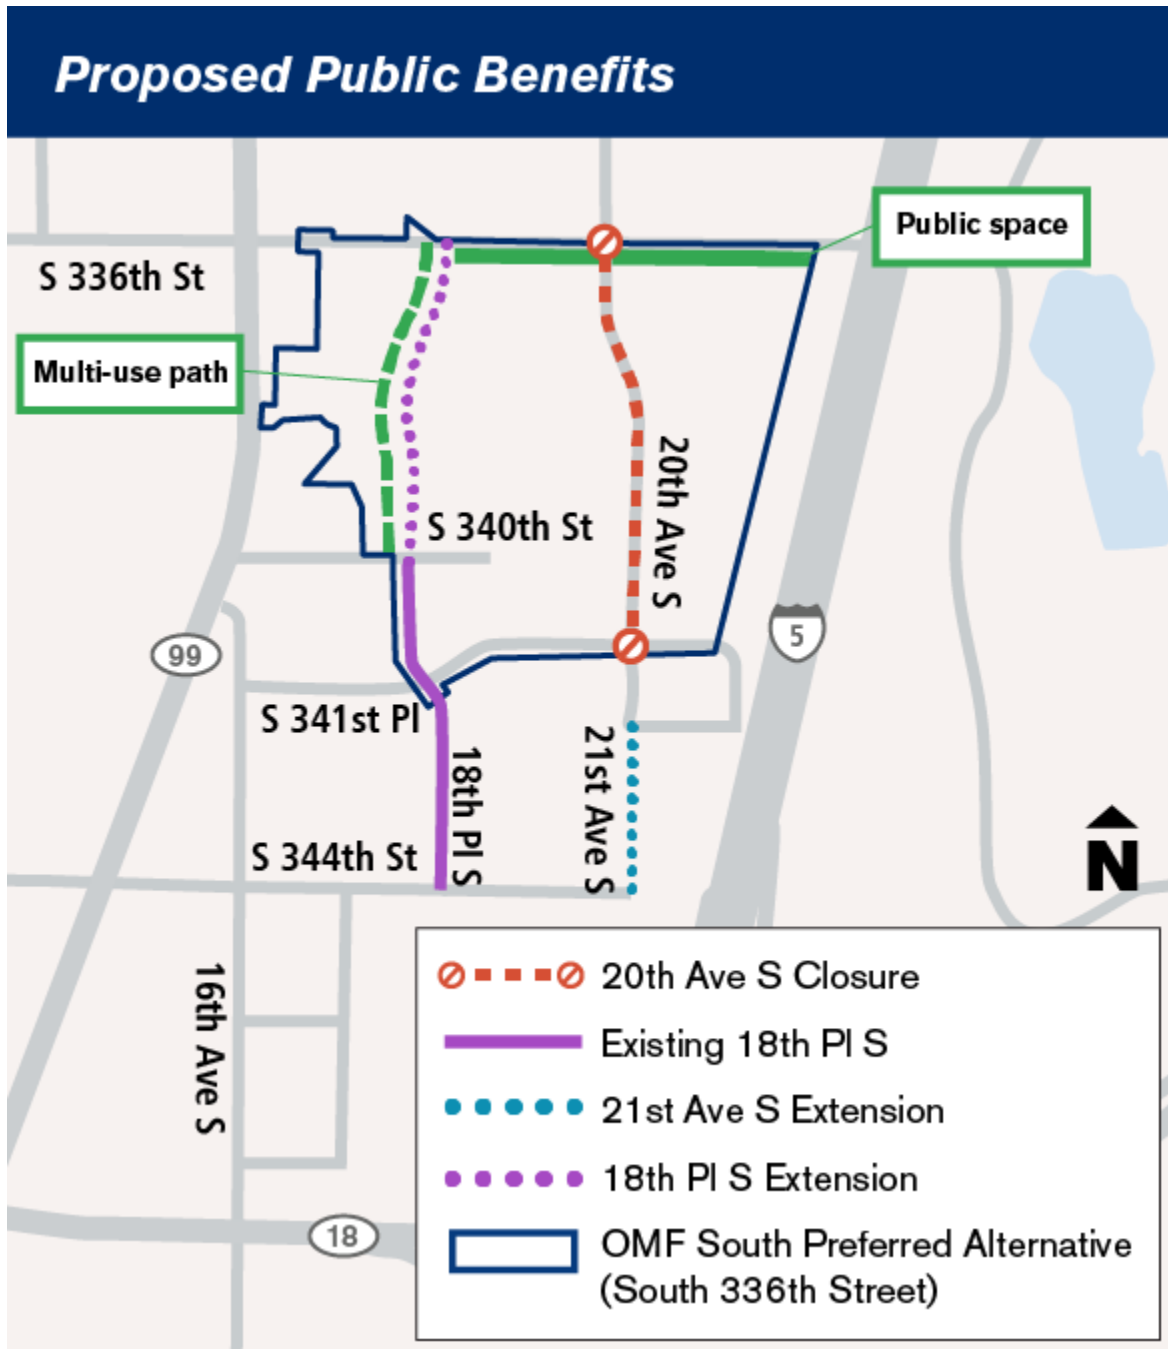 Proposed Public Benefits
Public space
S 336th St
Multi-use path
20th Ave S
S 340th St
5
99
S 341st Pl
18th Pl S
21st Ave S
S 344th St
N
16th Ave S
18
20th Ave S Closure
Existing 18th Pl S
21st Ave S Extension
18th Pl S Extension
OMF South Preferred Alternative
(South 336th Street)